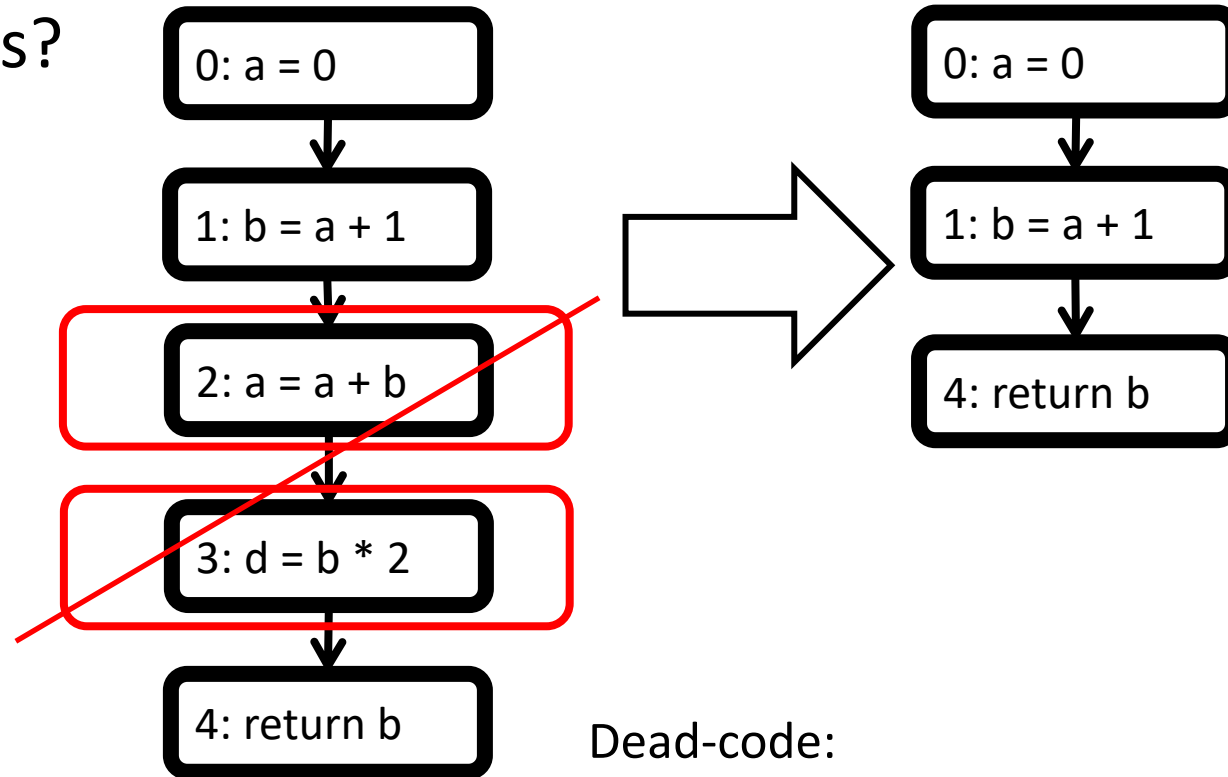 s?
0: a = 0
1: b = a + 1
2: a = a + b
3: d = b * 2
4: return b
0: a = 0
1: b = a + 1
4: return b
Dead-code: